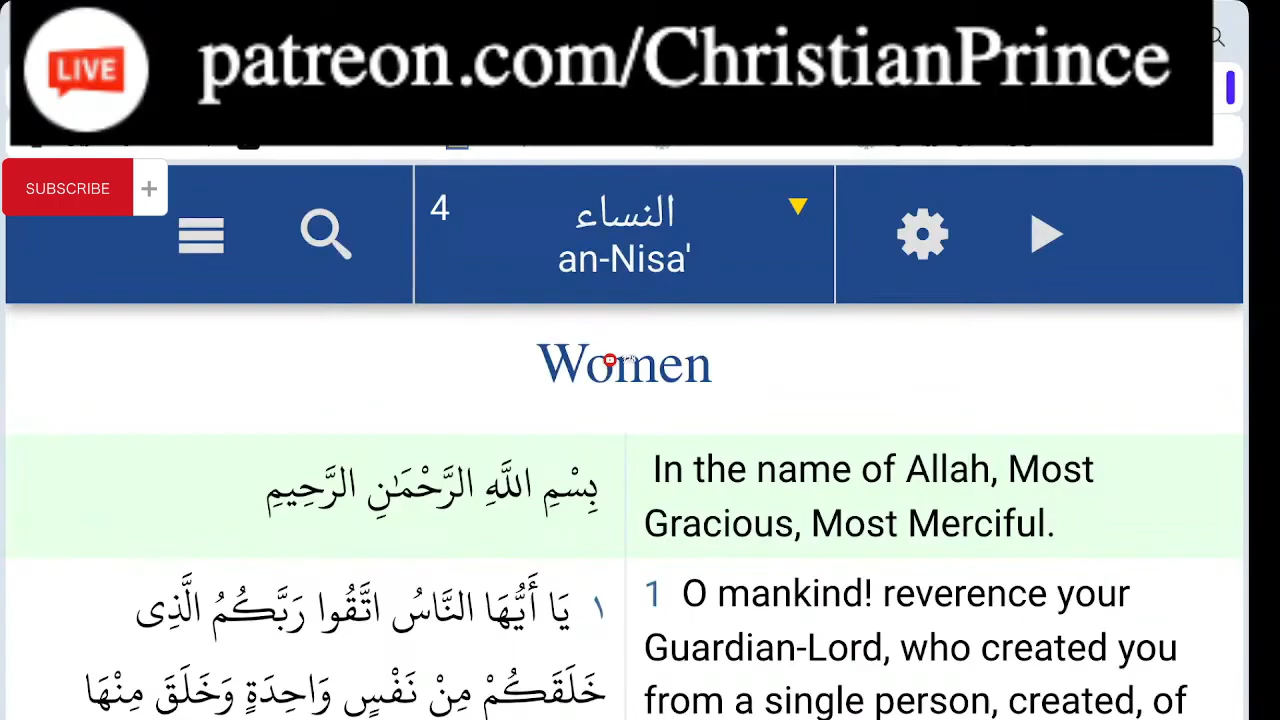 LIVE patreon.com/ChristianPrince
SUBSCRIBE +
4 النساء
an-Nisa'
Women
بِسْمِ اللَّهِ الرَّحْمَٰنِ الرَّحِيمِ
In the name of Allah, Most
Gracious, Most Merciful.
١ يَا أَيُّهَا النَّاسُ اتَّقُوا رَبَّكُمُ الَّذِى
خَلَقَكُمْ مِنْ نَفْسٍ وَاحِدَةٍ وَخَلَقَ مِنْهَا
1 O mankind! reverence your
Guardian-Lord, who created you
from a single person, created, of